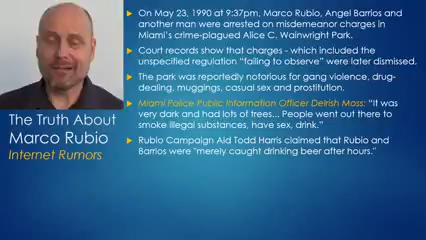 On May 23, 1990 at 9:37pm, Marco Rubio, Angel Barrios and
another man were arrested on misdemeanor charges in
Miami's crime-plagued Alice C. Wainwright Park.
Court records show that charges - which included the
unspecified regulation "failing to observe" were later dismissed.
The park was reportedly notorious for gang violence, drug-
dealing, muggings, casual sex and prostitution.
Miami Police Public Information Officer Delrish Moss: "It was
very dark and had lots of trees... People went out there to
smoke illegal substances, have sex, drink."
Rubio Campaign Aid Todd Harris claimed that Rubio and
Barrios were "merely caught drinking beer after hours."
The Truth About
Marco Rubio
Internet Rumors